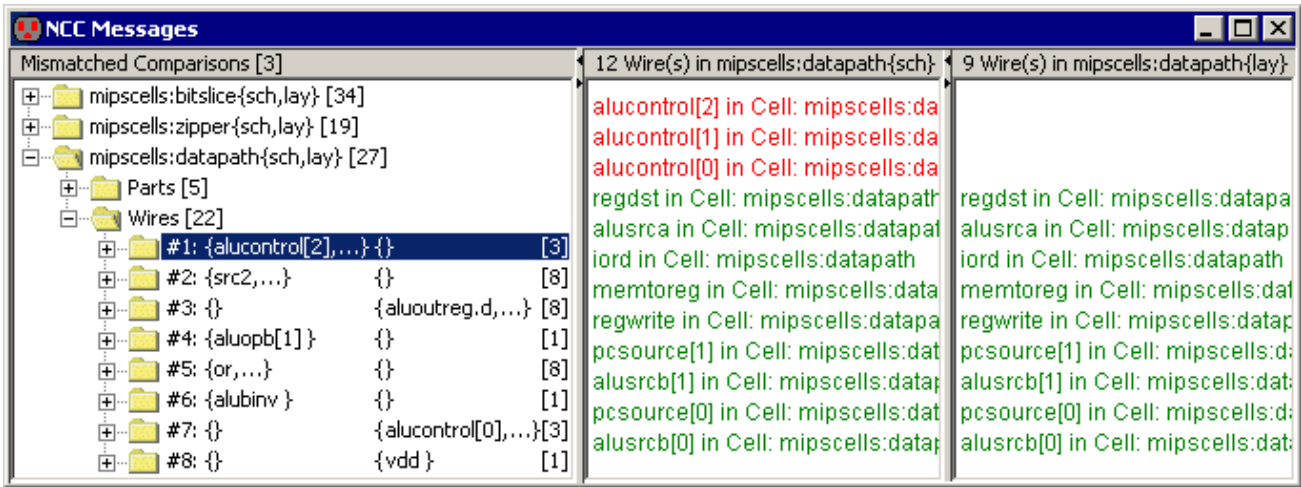 NCC Messages
Mismatched Comparisons [3]
mipscells:bitslice{sch,lay} [34]
mipscells:zipper{sch,lay} [19]
mipscells:datapath{sch,lay} [27]
Parts [5]
Wires [22]
#1: {alucontrol[2],...} {} [3]
#2: {src2,...} {} [8]
#3: {} {aluoutreg.d,...} [8]
#4: {aluopb[1] } {} [1]
#5: {or,...} {} [8]
#6: {alubinv } {} [1]
#7: {} {alucontrol[0],...}[3]
#8: {} {vdd } [1]
12 Wire(s) in mipscells:datapath{sch}
alucontrol[2] in Cell: mipscells:da
alucontrol[1] in Cell: mipscells:da
alucontrol[0] in Cell: mipscells:da
regdst in Cell: mipscells:datapath
alusrca in Cell: mipscells:datapat
iord in Cell: mipscells:datapath
memtoreg in Cell: mipscells:data
regwrite in Cell: mipscells:datapa
pcsource[1] in Cell: mipscells:dat
alusrcb[1] in Cell: mipscells:datap
pcsource[0] in Cell: mipscells:dat
alusrcb[0] in Cell: mipscells:datap
9 Wire(s) in mipscells:datapath{lay}
regdst in Cell: mipscells:datapa
alusrca in Cell: mipscells:datap
iord in Cell: mipscells:datapath
memtoreg in Cell: mipscells:dat
regwrite in Cell: mipscells:datap
pcsource[1] in Cell: mipscells:da
alusrcb[1] in Cell: mipscells:data
pcsource[0] in Cell: mipscells:da
alusrcb[0] in Cell: mipscells:data